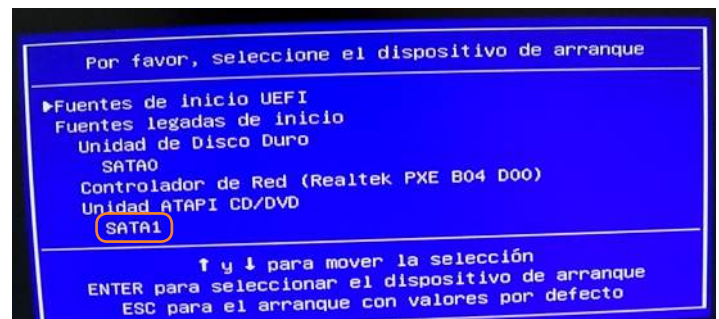 Por favor, seleccione el dispositivo de arranque
▶Fuentes de inicio UEFI
Fuentes legadas de inicio
Unidad de Disco Duro
SATA0
Controlador de Red (Realtek PXE B04 D00)
Unidad ATAPI CD/DVD
SATA1
↑ y ↓ para mover la selección
ENTER para seleccionar el dispositivo de arranque
ESC para el arranque con valores por defecto